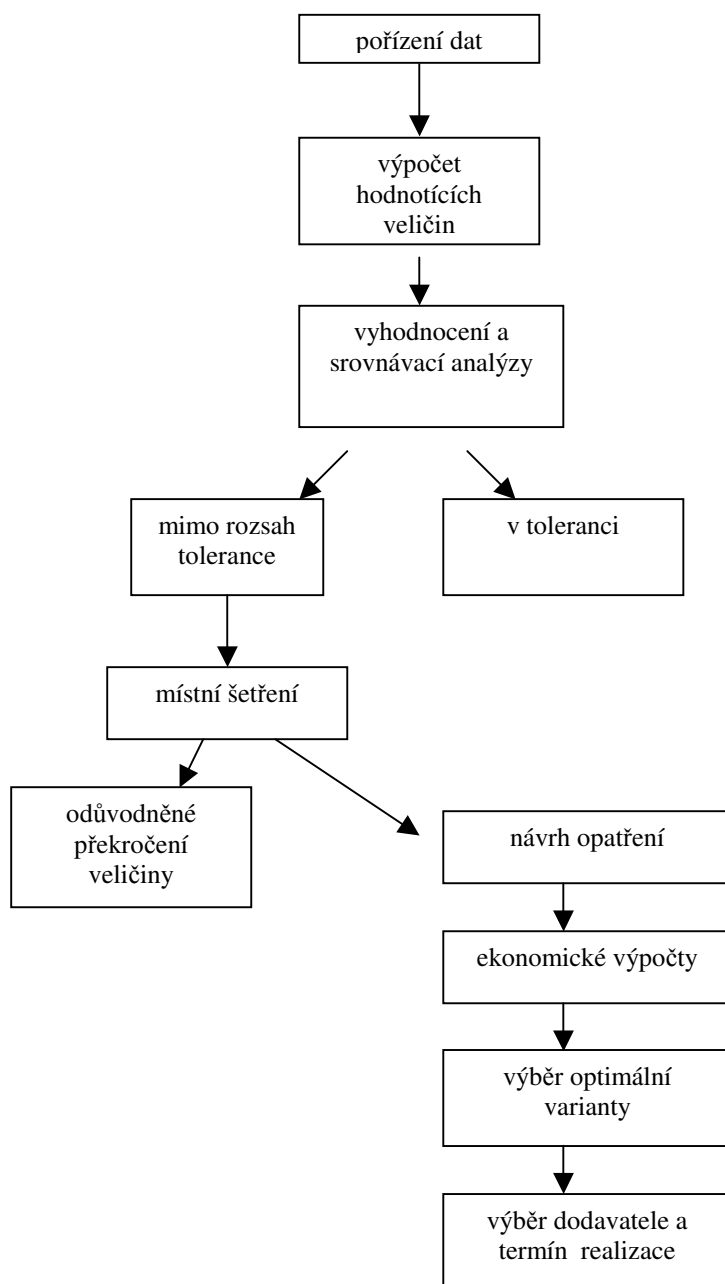 pořízení dat
výpočet
hodnotících
veličin
vyhodnocení a
srovnávací analýzy
mimo rozsah
tolerance
v toleranci
místní šetření
odůvodněné
překročení
veličiny
návrh opatření
ekonomické výpočty
výběr optimální
varianty
výběr dodavatele a
termín realizace